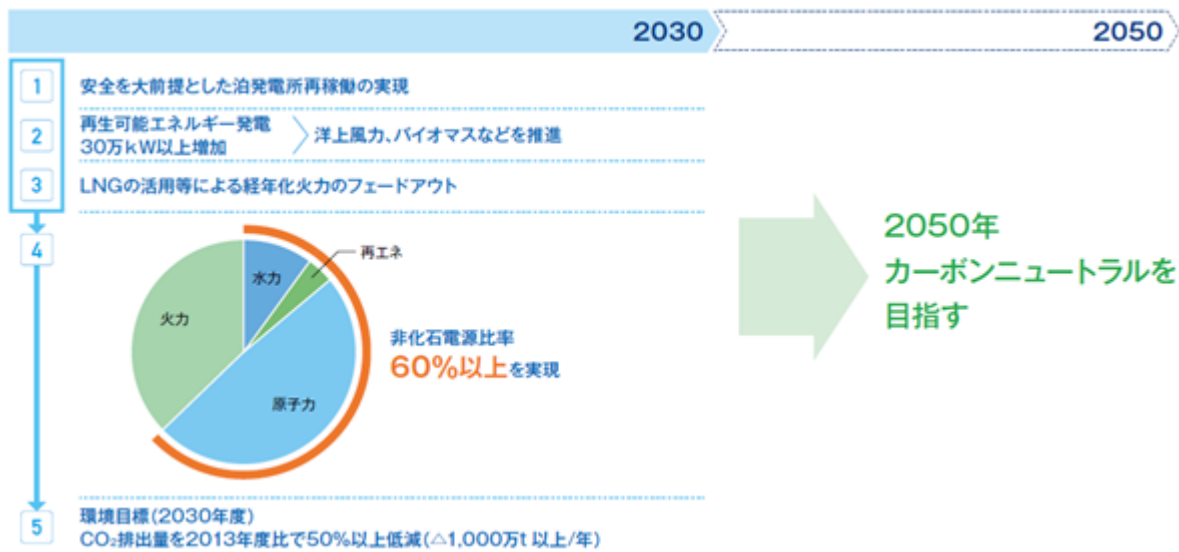 2030
2050
1
安全を大前提とした泊発電所再稼働の実現
2
再生可能エネルギー発電
30万kW以上増加
洋上風力、バイオマスなどを推進
3
LNGの活用等による経年化火力のフェードアウト
4
水力
再エネ
火力
原子力
非化石電源比率
60%以上を実現
2050年
カーボンニュートラルを
目指す
5
環境目標(2030年度)
CO₂排出量を2013年度比で50%以上低減(△1,000万t 以上/年)